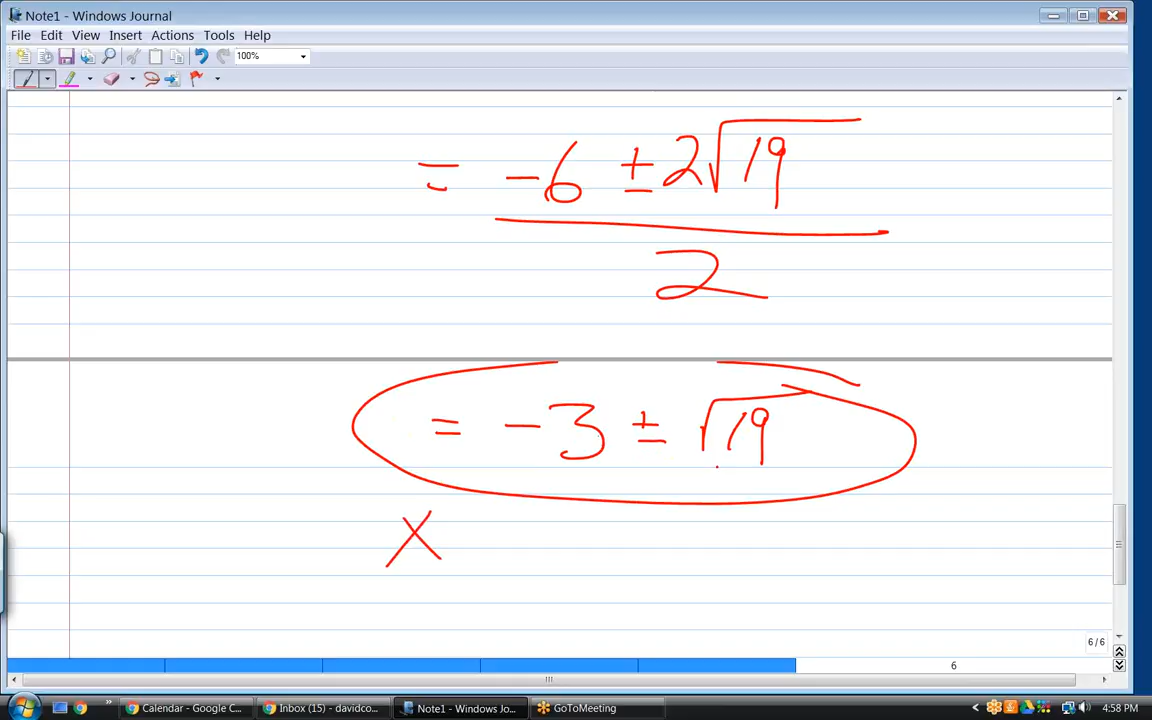 Note1 - Windows Journal
File Edit View Insert Actions Tools Help
100%
= -6 ± 2√19
2
= -3 ± √19
X
6/6
6
Calendar - Google C... Inbox (15) - davidco... Note1 - Windows Jo... GoToMeeting 4:58 PM